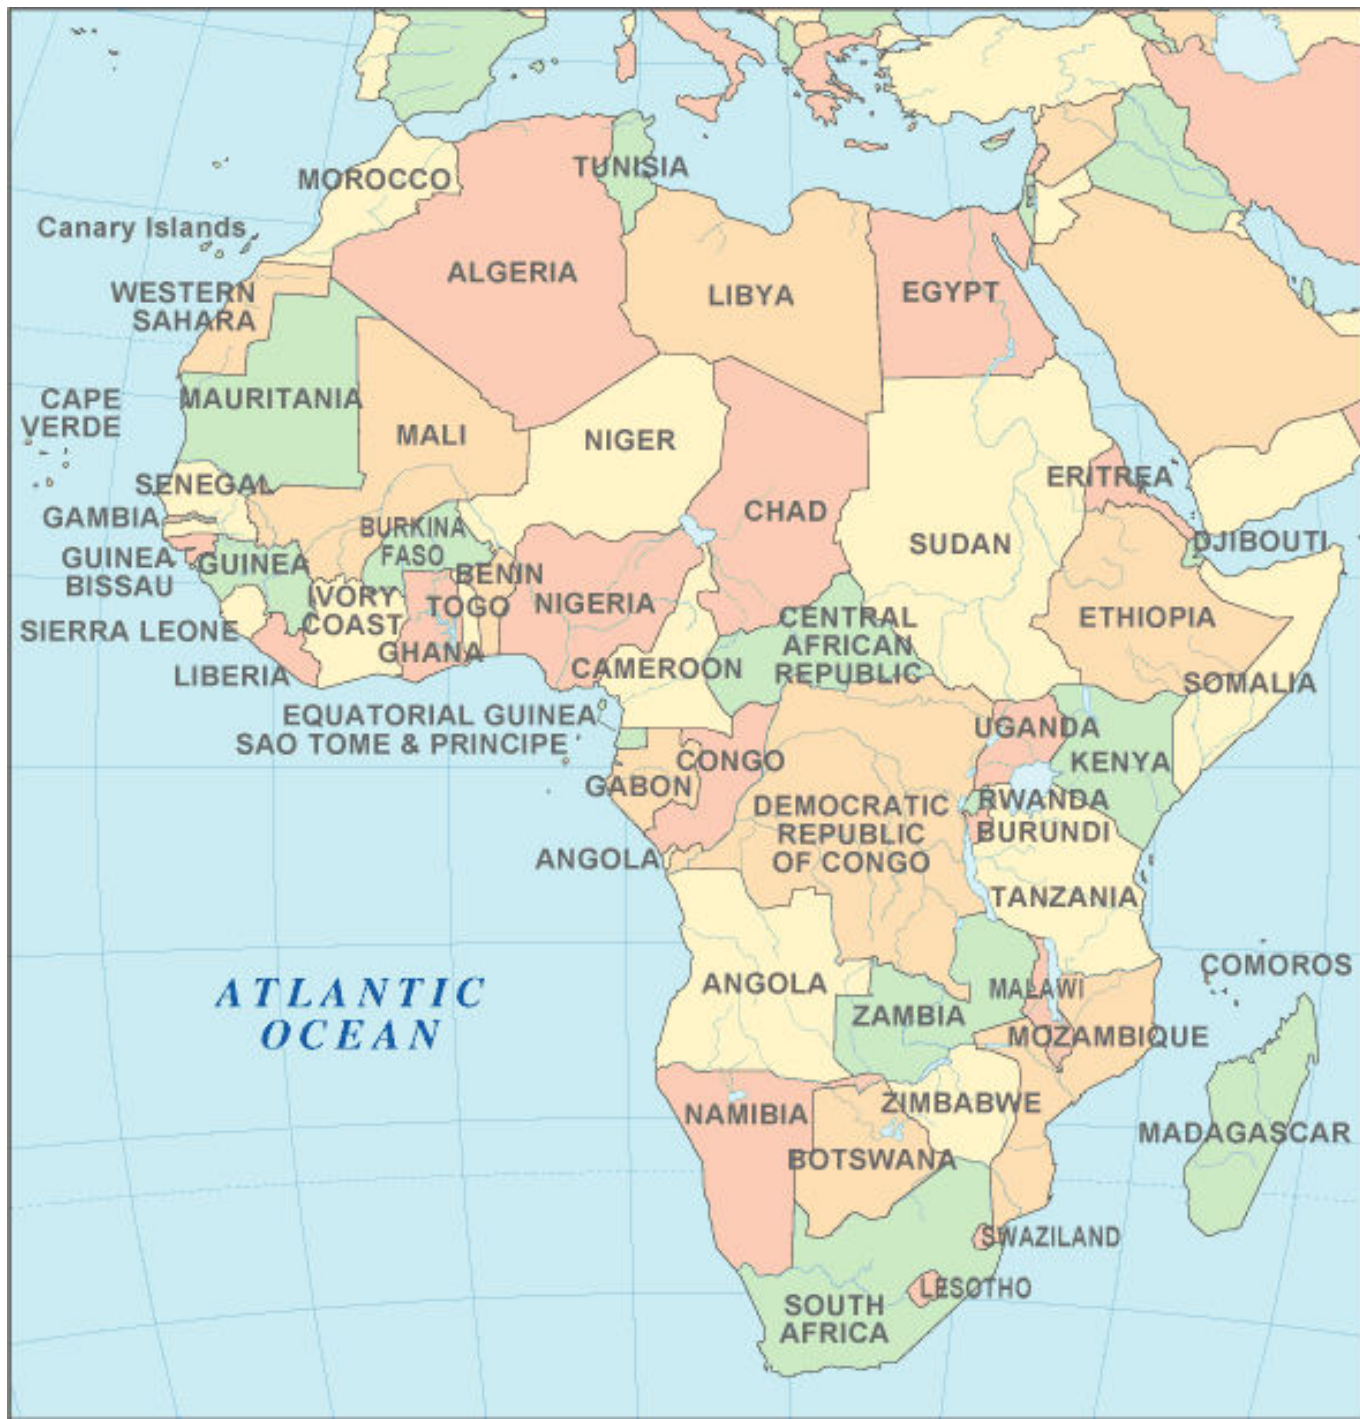 MOROCCO
TUNISIA
Canary Islands
ALGERIA
LIBYA
EGYPT
WESTERN
SAHARA
CAPE
VERDE
MAURITANIA
MALI
NIGER
CHAD
SUDAN
ERITREA
DJIBOUTI
SENEGAL
GAMBIA
GUINEA
BISSAU
GUINEA
BURKINA
FASO
BENIN
TOGO
IVORY
COAST
GHANA
NIGERIA
SIERRA LEONE
LIBERIA
CENTRAL
AFRICAN
REPUBLIC
ETHIOPIA
SOMALIA
CAMEROON
EQUATORIAL GUINEA
SAO TOME & PRINCIPE
GABON
CONGO
UGANDA
KENYA
DEMOCRATIC
REPUBLIC
OF CONGO
RWANDA
BURUNDI
ANGOLA
TANZANIA
ATLANTIC
OCEAN
ANGOLA
ZAMBIA
MALAWI
COMOROS
MOZAMBIQUE
NAMIBIA
ZIMBABWE
BOTSWANA
MADAGASCAR
SWAZILAND
LESOTHO
SOUTH
AFRICA